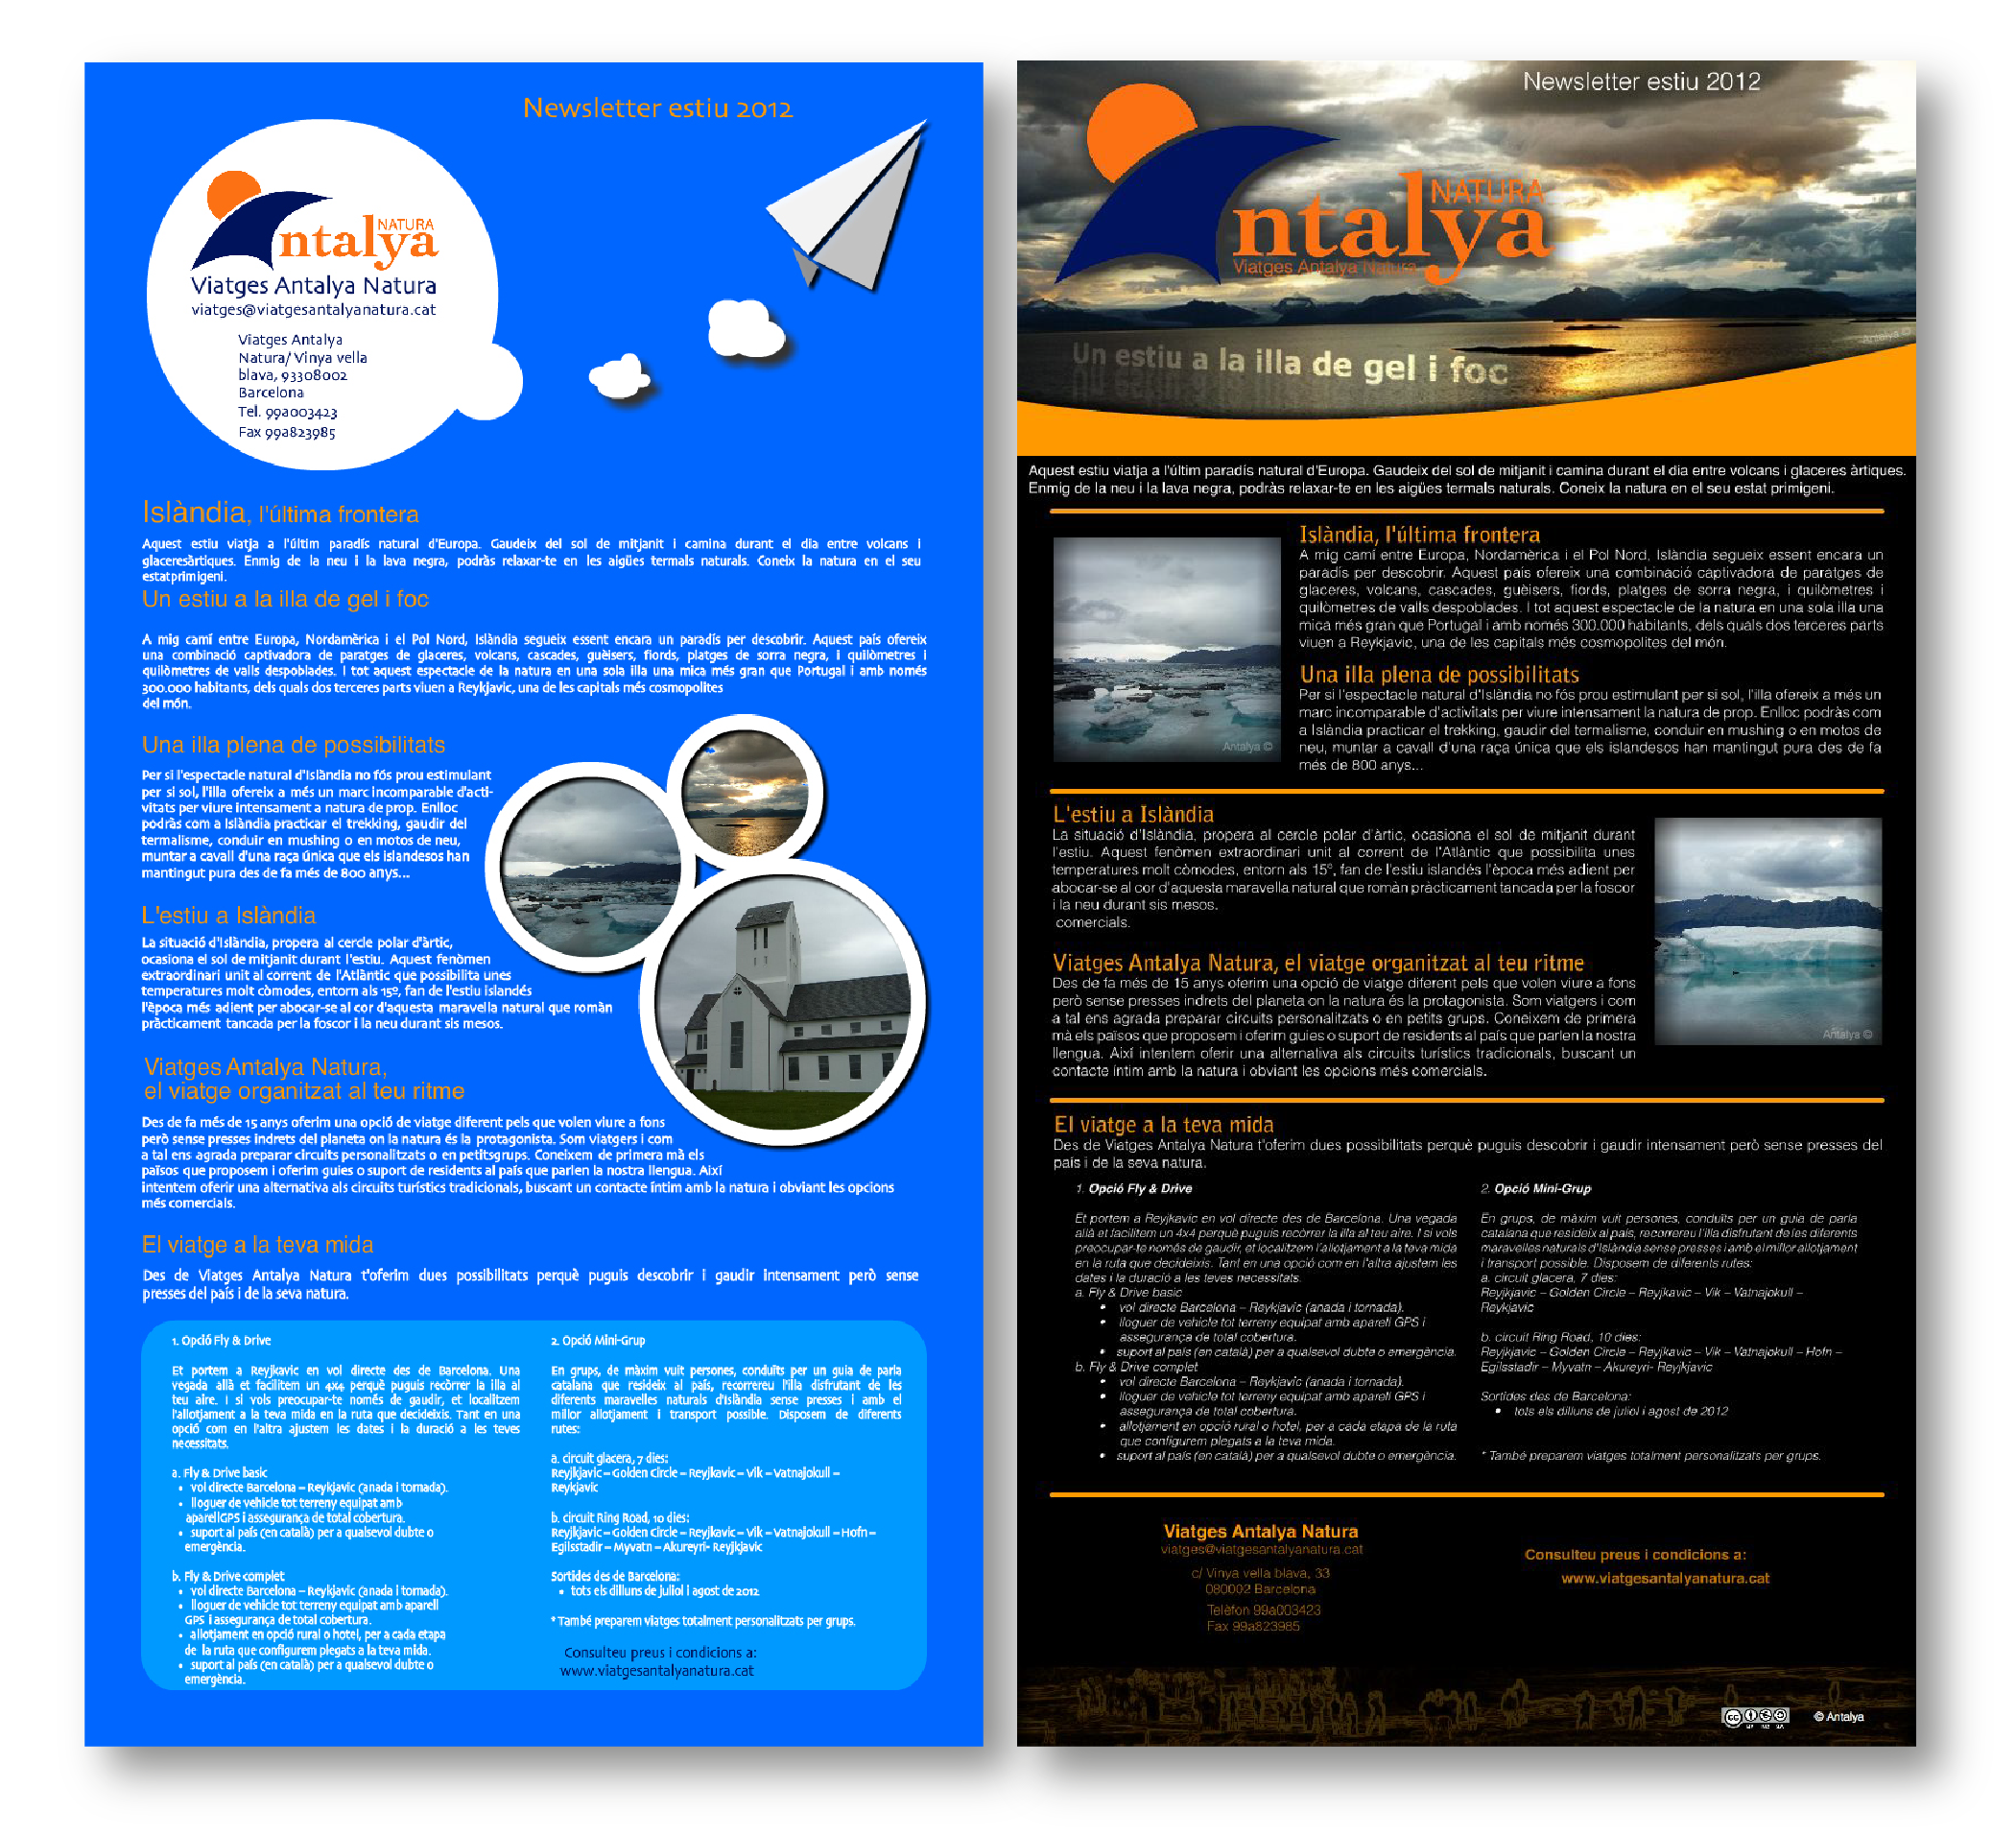 Newsletter estiu 2012
NATURA
ntalya
Viatges Antalya Natura
viatges@viatgesantalyanatura.cat
Viatges Antalya
Natura/ Vinya vella
blava, 93308002
Barcelona
Tel. 99a003423
Fax 99a823985
Islàndia, l'última frontera
Aquest estiu viatja a l'últim paradís natural d'Europa. Gaudeix del sol de mitjanit i camina durant el dia entre volcans i
glaceresàrtiques. Enmig de la neu i la lava negra, podràs relaxar-te en les aigües termals naturals. Coneix la natura en el seu
estatprimigeni.
Un estiu a la illa de gel i foc
A mig camí entre Europa, Nordamèrica i el Pol Nord, Islàndia segueix essent encara un paradís per descobrir. Aquest país ofereix
una combinació captivadora de paratges de glaceres, volcans, cascades, guèisers, fiords, platges de sorra negra, i quilòmetres i
quilòmetres de valls despoblades. I tot aquest espectacle de la natura en una sola illa una mica més gran que Portugal i amb només
300.000 habitants, dels quals dos terceres parts viuen a Reykjavic, una de les capitals més cosmopolites
del món.
Una illa plena de possibilitats
Per si l'espectacle natural d'Islàndia no fós prou estimulant
per si sol, l'illa ofereix a més un marc incomparable d'acti-
vitats per viure intensament a natura de prop. Enlloc
podràs com a Islàndia practicar el trekking, gaudir del
termalisme, conduir en mushing o en motos de neu,
muntar a cavall d'una raça única que els islandesos han
mantingut pura des de fa més de 800 anys...
L'estiu a Islàndia
La situació d'Islàndia, propera al cercle polar d'àrtic,
ocasiona el sol de mitjanit durant l'estiu. Aquest fenòmen
extraordinari unit al corrent de l'Atlàntic que possibilita unes
temperatures molt còmodes, entorn als 15º, fan de l'estiu islandés
l'època més adient per abocar-se al cor d'aquesta maravella natural que romàn
pràcticament tancada per la foscor i la neu durant sis mesos.
Viatges Antalya Natura,
el viatge organitzat al teu ritme
Des de fa més de 15 anys oferim una opció de viatge diferent pels que volen viure a fons
però sense presses indrets del planeta on la natura és la protagonista. Som viatgers i com
a tal ens agrada preparar circuits personalitzats o en petitsgrups. Coneixem de primera mà els
països que proposem i oferim guies o suport de residents al país que parlen la nostra llengua. Així
intentem oferir una alternativa als circuits turístics tradicionals, buscant un contacte íntim amb la natura i obviant les opcions
més comercials.
El viatge a la teva mida
Des de Viatges Antalya Natura t'oferim dues possibilitats perquè puguis descobrir i gaudir intensament però sense
presses del país i de la seva natura.
1. Opció Fly & Drive
Et portem a Reyjkavic en vol directe des de Barcelona. Una
vegada allà et facilitem un 4x4 perquè puguis recòrrer la illa al
teu aire. I si vols preocupar-te només de gaudir, et localitzem
l'allotjament a la teva mida en la ruta que decideixis. Tant en una
opció com en l'altra ajustem les dates i la duració a les teves
necessitats.
a. Fly & Drive basic
• vol directe Barcelona – Reykjavic (anada i tornada).
• lloguer de vehicle tot terreny equipat amb
aparellGPS i assegurança de total cobertura.
• suport al país (en català) per a qualsevol dubte o
emergència.
b. Fly & Drive complet
• vol directe Barcelona – Reykjavic (anada i tornada).
• lloguer de vehicle tot terreny equipat amb aparell
GPS i assegurança de total cobertura.
• allotjament en opció rural o hotel, per a cada etapa
de la ruta que configurem plegats a la teva mida.
• suport al país (en català) per a qualsevol dubte o
emergència.
2. Opció Mini-Grup
En grups, de màxim vuit persones, conduïts per un guia de parla
catalana que resideix al país, recorrereu l'illa disfrutant de les
diferents maravelles naturals d'Islàndia sense presses i amb el
millor allotjament i transport possible. Disposem de diferents
rutes:
a. circuit glacera, 7 dies:
Reyjkjavic – Golden Circle – Reyjkavic – Vik – Vatnajokull –
Reykjavic
b. circuit Ring Road, 10 dies:
Reyjkjavic – Golden Circle – Reyjkavic – Vik – Vatnajokull – Hofn –
Egilsstadir – Myvatn – Akureyri- Reyjkjavic
Sortides des de Barcelona:
• tots els dilluns de juliol i agost de 2012
* També preparem viatges totalment personalitzats per grups.
Consulteu preus i condicions a:
www.viatgesantalyanatura.cat
Newsletter estiu 2012
NATURA
ntalya
Viatges Antalya Natura
Antalya ©
Un estiu a la illa de gel i foc
Aquest estiu viatja a l'últim paradís natural d'Europa. Gaudeix del sol de mitjanit i camina durant el dia entre volcans i glaceres àrtiques.
Enmig de la neu i la lava negra, podràs relaxar-te en les aigües termals naturals. Coneix la natura en el seu estat primigeni.
Islàndia, l'última frontera
A mig camí entre Europa, Nordamèrica i el Pol Nord, Islàndia segueix essent encara un
paradís per descobrir. Aquest país ofereix una combinació captivadora de paratges de
glaceres, volcans, cascades, guèisers, fiords, platges de sorra negra, i quilòmetres i
quilòmetres de valls despoblades. I tot aquest espectacle de la natura en una sola illa una
mica més gran que Portugal i amb només 300.000 habitants, dels quals dos terceres parts
viuen a Reykjavic, una de les capitals més cosmopolites del món.
Una illa plena de possibilitats
Per si l'espectacle natural d'Islàndia no fós prou estimulant per si sol, l'illa ofereix a més un
marc incomparable d'activitats per viure intensament la natura de prop. Enlloc podràs com
a Islàndia practicar el trekking, gaudir del termalisme, conduir en mushing o en motos de
neu, muntar a cavall d'una raça única que els islandesos han mantingut pura des de fa
més de 800 anys...
Antalya ©
L'estiu a Islàndia
La situació d'Islàndia, propera al cercle polar d'àrtic, ocasiona el sol de mitjanit durant
l'estiu. Aquest fenòmen extraordinari unit al corrent de l'Atlàntic que possibilita unes
temperatures molt còmodes, entorn als 15º, fan de l'estiu islandés l'època més adient per
abocar-se al cor d'aquesta maravella natural que romàn pràcticament tancada per la foscor
i la neu durant sis mesos.
comercials.
Viatges Antalya Natura, el viatge organitzat al teu ritme
Des de fa més de 15 anys oferim una opció de viatge diferent pels que volen viure a fons
però sense presses indrets del planeta on la natura és la protagonista. Som viatgers i com
a tal ens agrada preparar circuits personalitzats o en petits grups. Coneixem de primera
mà els països que proposem i oferim guies o suport de residents al país que parlen la nostra
llengua. Així intentem oferir una alternativa als circuits turístics tradicionals, buscant un
contacte íntim amb la natura i obviant les opcions més comercials.
Antalya ©
El viatge a la teva mida
Des de Viatges Antalya Natura t'oferim dues possibilitats perquè puguis descobrir i gaudir intensament però sense presses del
país i de la seva natura.
1. Opció Fly & Drive
Et portem a Reyjkavic en vol directe des de Barcelona. Una vegada
allà et facilitem un 4x4 perquè puguis recòrrer la illa al teu aire. I si vols
preocupar-te només de gaudir, et localitzem l'allotjament a la teva mida
en la ruta que decideixis. Tant en una opció com en l'altra ajustem les
dates i la duració a les teves necessitats.
a. Fly & Drive basic
• vol directe Barcelona – Reykjavic (anada i tornada).
• lloguer de vehicle tot terreny equipat amb aparell GPS i
assegurança de total cobertura.
• suport al país (en català) per a qualsevol dubte o emergència.
b. Fly & Drive complet
• vol directe Barcelona – Reykjavic (anada i tornada).
• lloguer de vehicle tot terreny equipat amb aparell GPS i
assegurança de total cobertura.
• allotjament en opció rural o hotel, per a cada etapa de la ruta
que configurem plegats a la teva mida.
• suport al país (en català) per a qualsevol dubte o emergència.
2. Opció Mini-Grup
En grups, de màxim vuit persones, conduïts per un guia de parla
catalana que resideix al país, recorrereu l'illa disfrutant de les diferents
maravelles naturals d'Islàndia sense presses i amb el millor allotjament
i transport possible. Disposem de diferents rutes:
a. circuit glacera, 7 dies:
Reyjkjavic – Golden Circle – Reyjkavic – Vik – Vatnajokull –
Reykjavic
b. circuit Ring Road, 10 dies:
Reyjkjavic – Golden Circle – Reyjkavic – Vik – Vatnajokull – Hofn –
Egilsstadir – Myvatn – Akureyri- Reyjkjavic
Sortides des de Barcelona:
• tots els dilluns de juliol i agost de 2012
* També preparem viatges totalment personalitzats per grups.
Viatges Antalya Natura
viatges@viatgesantalyanatura.cat
c/ Vinya vella blava, 33
080002 Barcelona
Telèfon 99a003423
Fax 99a823985
Consulteu preus i condicions a:
www.viatgesantalyanatura.cat
cc BY NC SA © Antalya